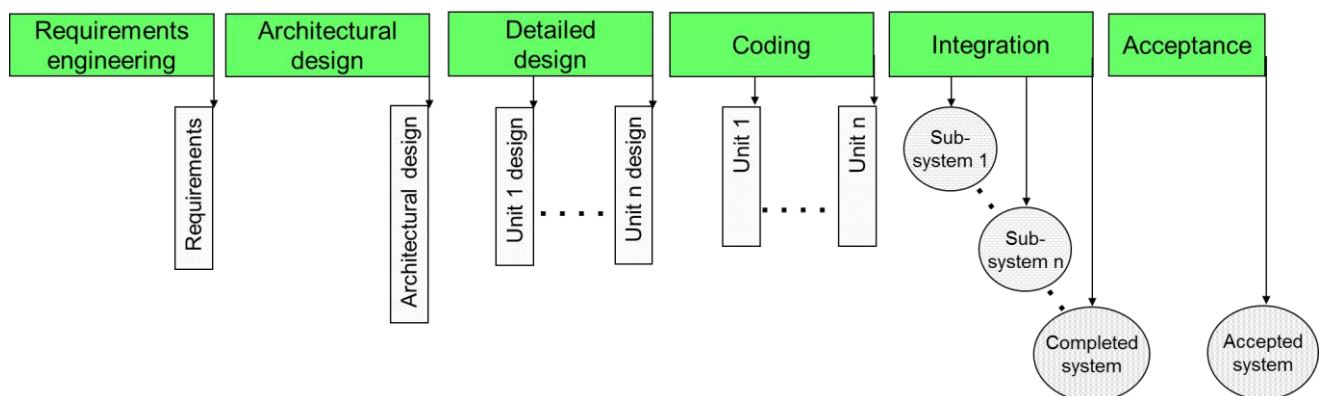 Requirements
engineering
Architectural
design
Detailed
design
Coding
Integration
Acceptance
Requirements
Architectural design
Unit 1 design
Unit n design
Unit 1
Unit n
Sub-
system 1
Sub-
system n
Completed
system
Accepted
system